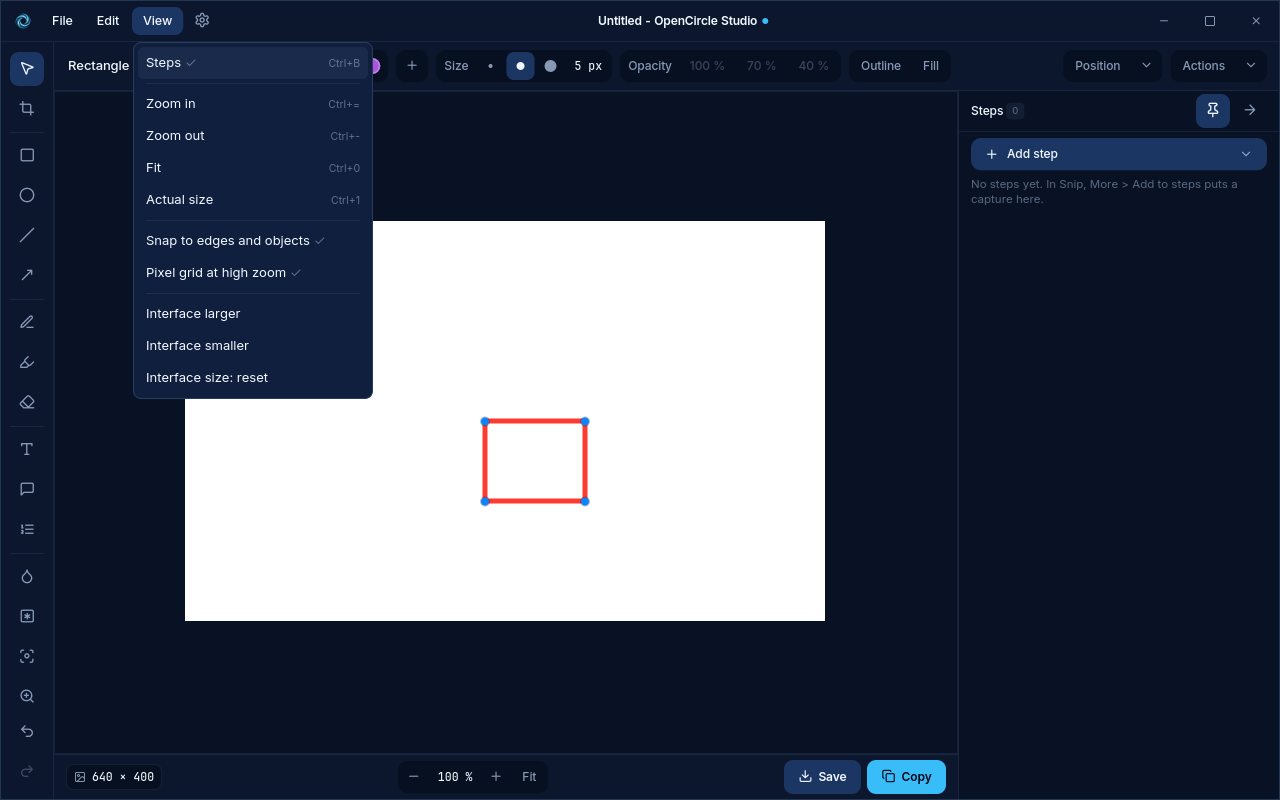 File Edit View
Untitled - OpenCircle Studio
Rectangle
Size 5 px
Opacity 100 % 70 % 40 %
Outline Fill
Position
Actions
Steps Ctrl+B
Zoom in Ctrl+=
Zoom out Ctrl+-
Fit Ctrl+0
Actual size Ctrl+1
Snap to edges and objects
Pixel grid at high zoom
Interface larger
Interface smaller
Interface size: reset
Steps 0
Add step
No steps yet. In Snip, More > Add to steps puts a
capture here.
640 × 400
100 %
Fit
Save
Copy